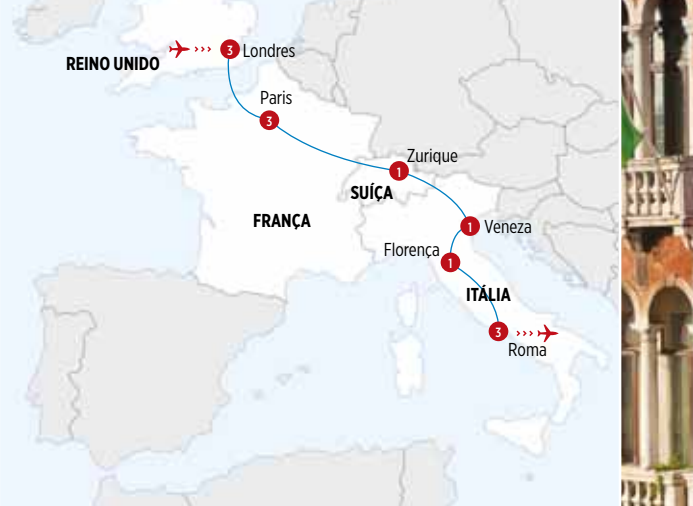 REINO UNIDO
3 Londres
Paris
3
Zurique
1
SUÍÇA
FRANÇA
1 Veneza
Florença
1
ITÁLIA
3
Roma